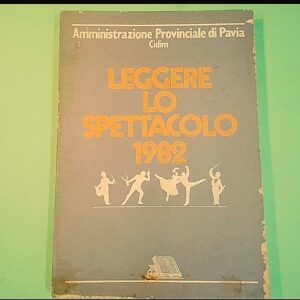 Amministrazione Provinciale di Pavia
Cidim
LEGGERE
LO
SPETTACOLO
1982